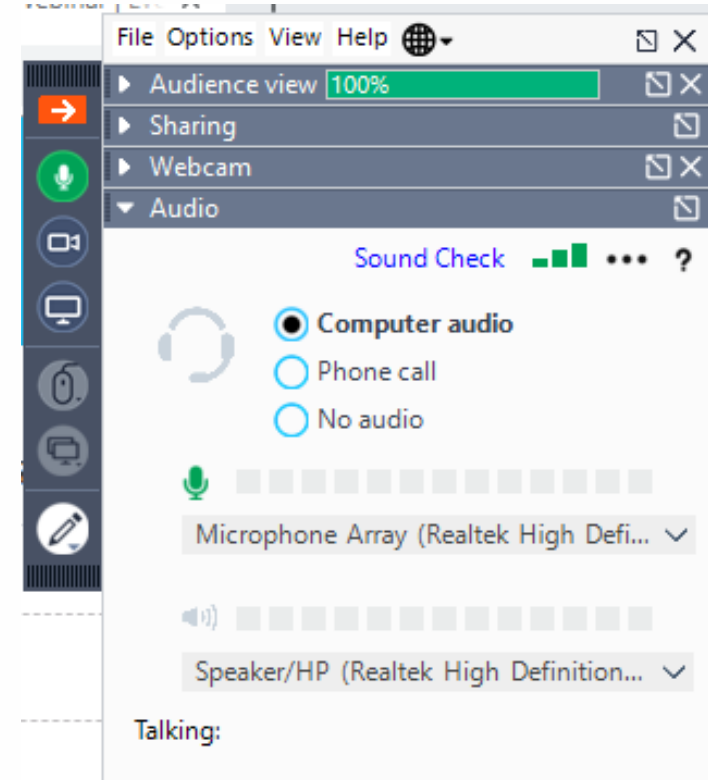 File Options View Help
Audience view 100%
Sharing
Webcam
Audio
Sound Check ?
Computer audio
Phone call
No audio
Microphone Array (Realtek High Defi...
Speaker/HP (Realtek High Definition...
Talking: